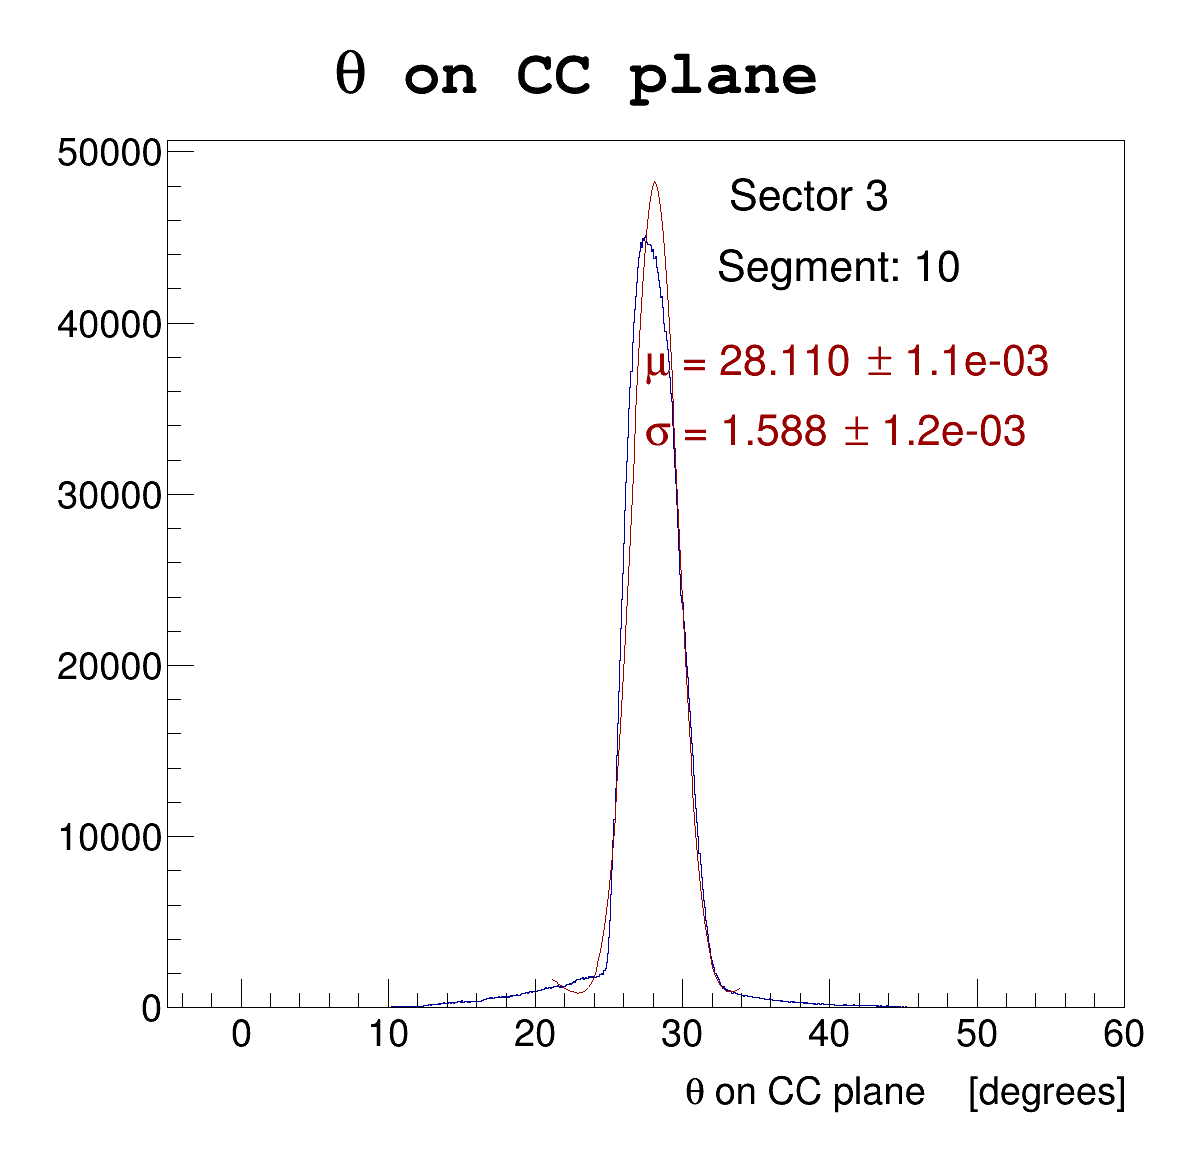 θ on CC plane
50000
Sector 3
Segment: 10
40000
μ = 28.110 ± 1.1e-03
σ = 1.588 ± 1.2e-03
30000
20000
10000
0
0 10 20 30 40 50 60
θ on CC plane [degrees]